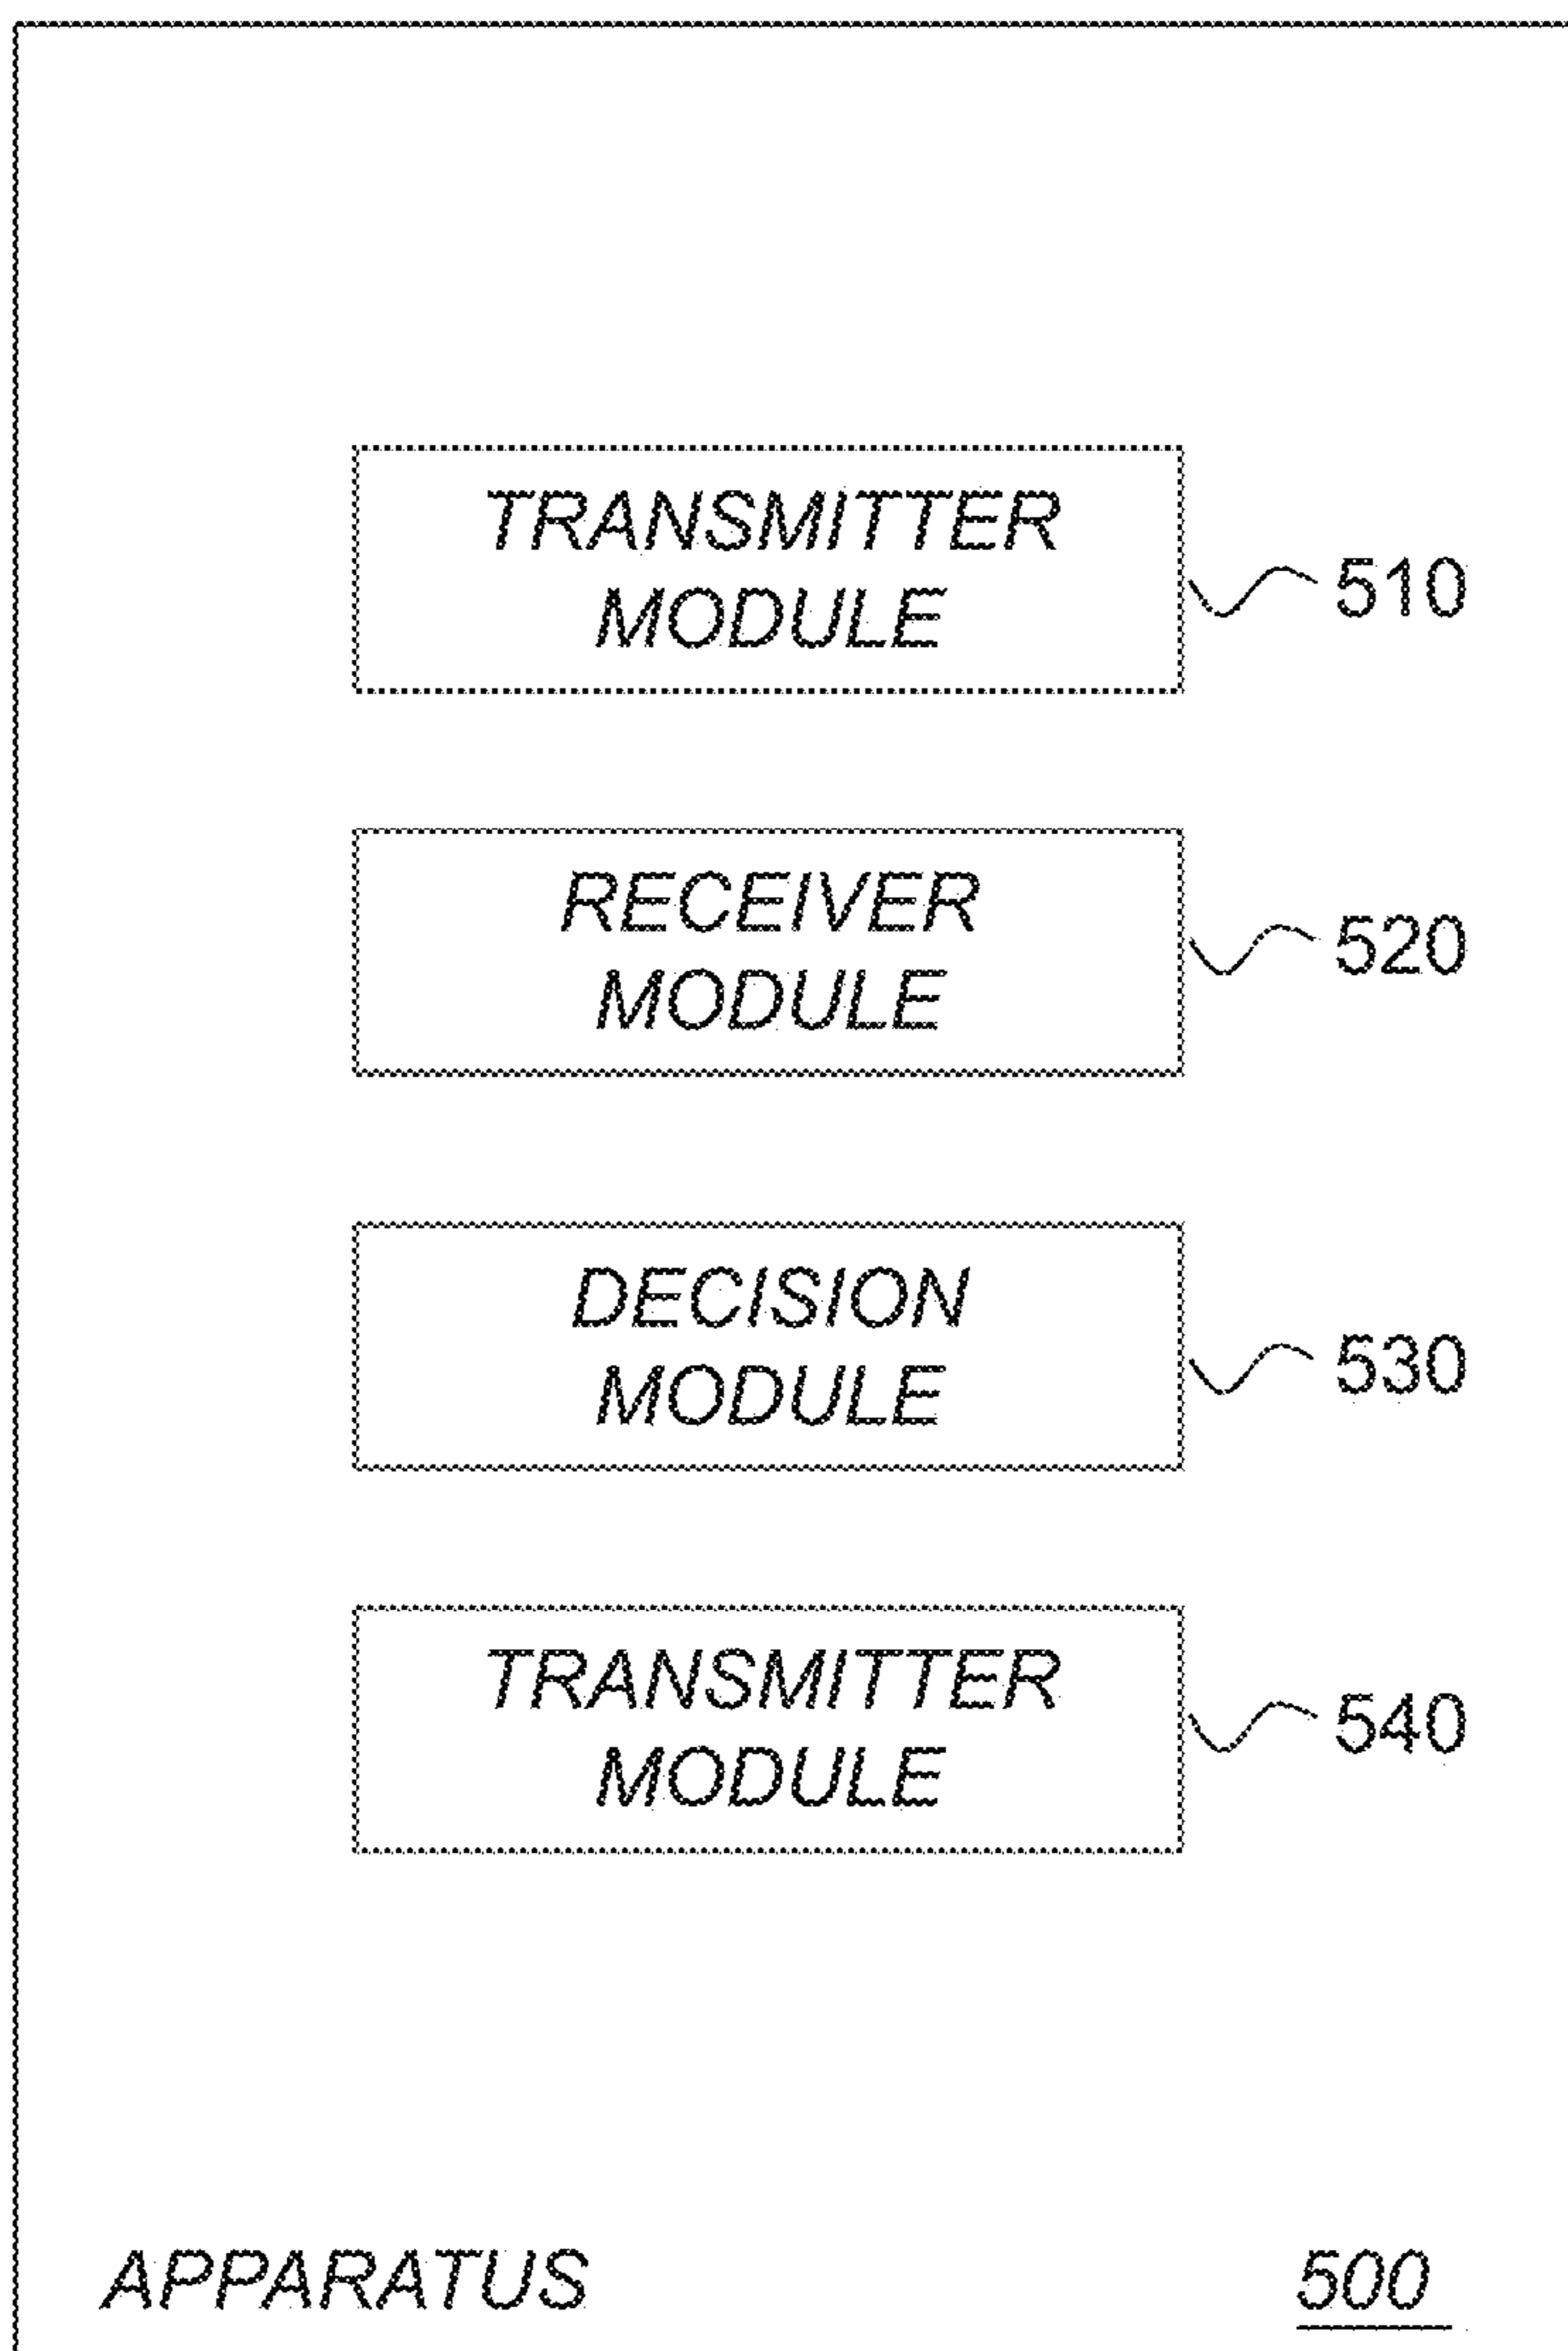 TRANSMITTER
MODULE
510
RECEIVER
MODULE
520
DECISION
MODULE
530
TRANSMITTER
MODULE
540
APPARATUS
500